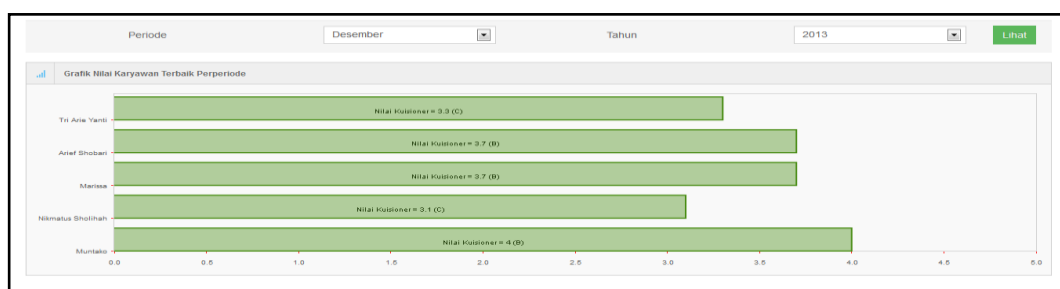 Periode Desember Tahun 2013 Lihat
Grafik Nilai Karyawan Terbaik Perperiode
Tri Arie Yanti Nilai Kuisioner = 3.3 (C)
Arief Shobari Nilai Kuisioner = 3.7 (B)
Marissa Nilai Kuisioner = 3.7 (B)
Nikmatus Sholihah Nilai Kuisioner = 3.1 (C)
Muntako Nilai Kuisioner = 4 (B)
0.0 0.5 1.0 1.5 2.0 2.5 3.0 3.5 4.0 4.5 5.0